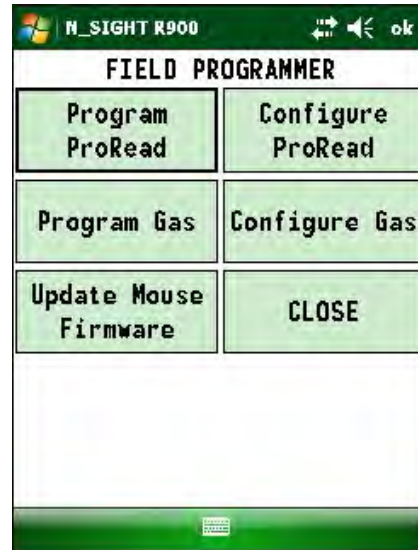 N_SIGHT R900 ok
FIELD PROGRAMMER
Program
ProRead
Configure
ProRead
Program Gas
Configure Gas
Update Mouse
Firmware
CLOSE